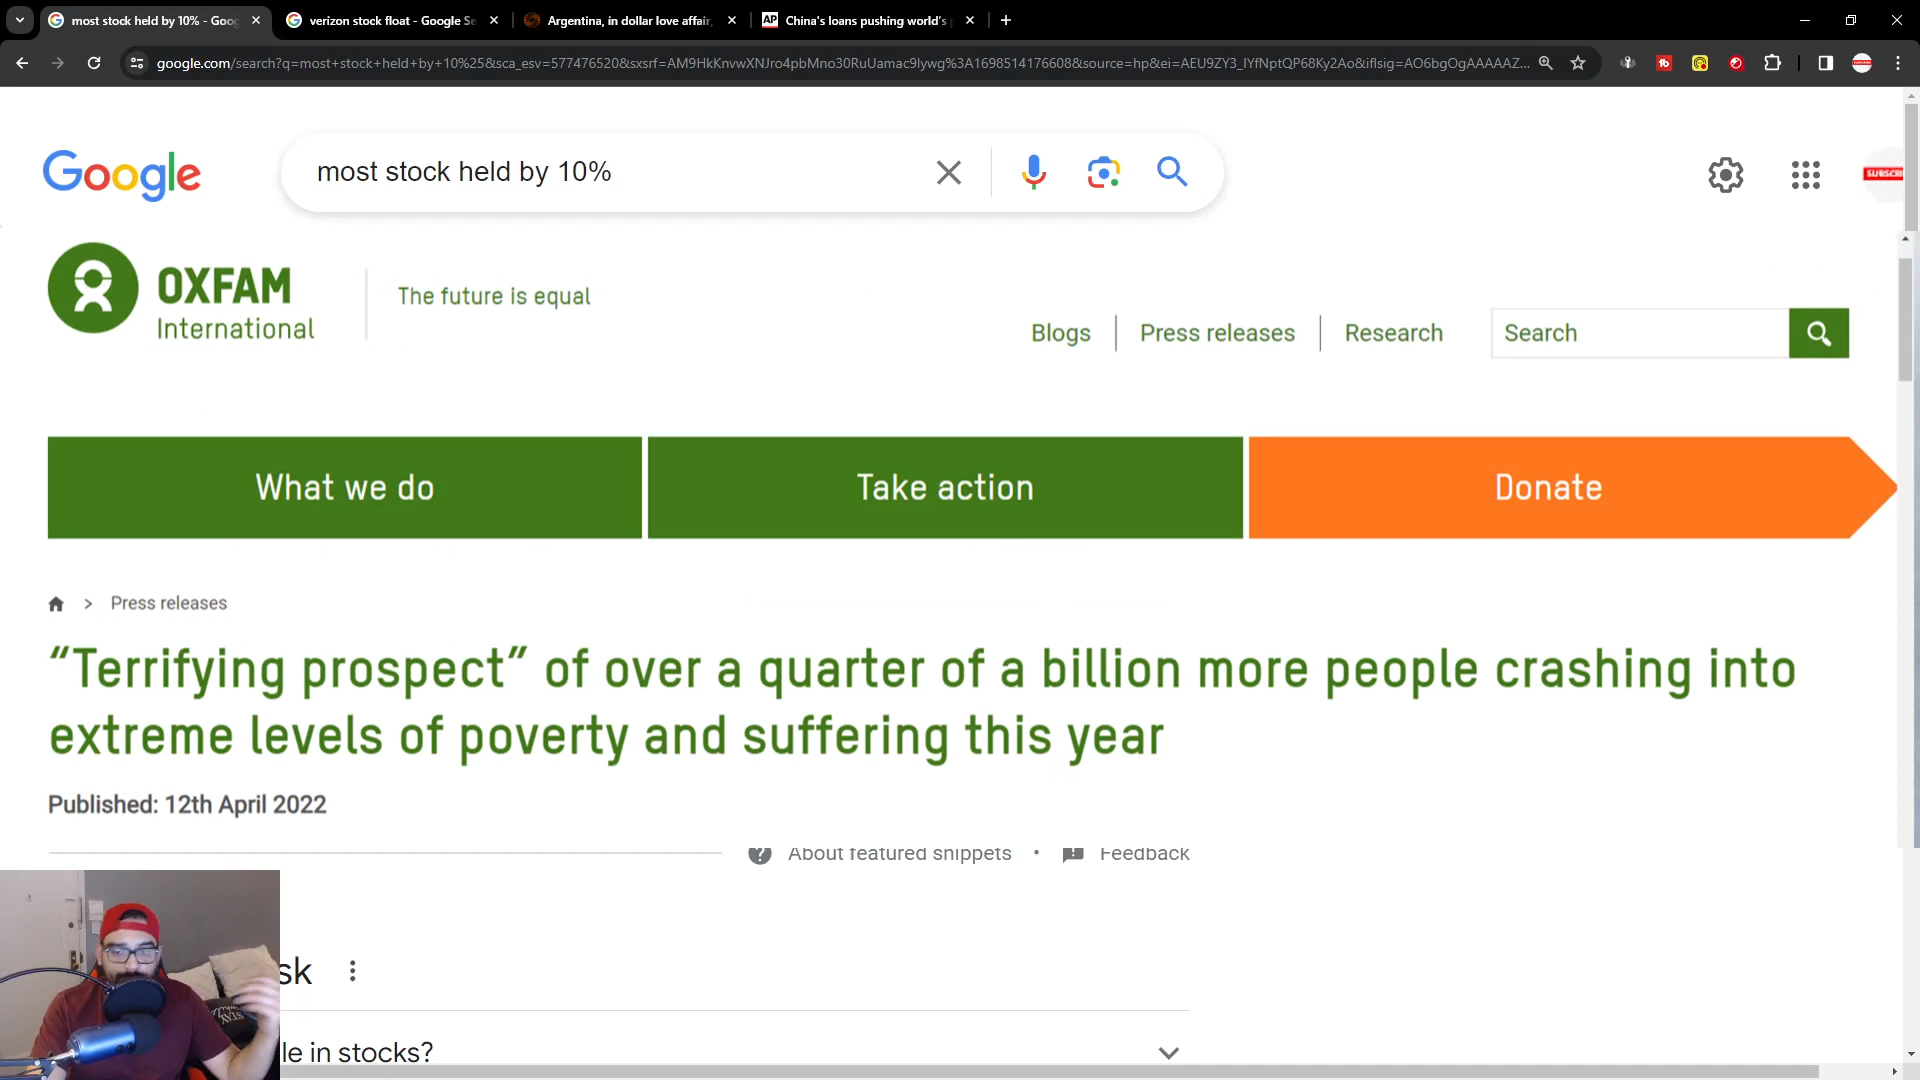 most stock held by 10% - Goog
verizon stock float - Google Se
Argentina, in dollar love affair,
AP
China's loans pushing world's
google.com/search?q=most+stock+held+by+10%25&sca_esv=577476520&sxsrf=AM9HkKnvwXNJro4pbMno30RuUamac9lywg%3A1698514176608&source=hp&ei=AEU9ZY3_IYfNptQP68Ky2Ao&iflsig=AO6bgOgAAAAAZ...
Google
most stock held by 10%
OXFAM
International
The future is equal
Blogs
Press releases
Research
Search
What we do
Take action
Donate
> Press releases
“Terrifying prospect” of over a quarter of a billion more people crashing into
extreme levels of poverty and suffering this year
Published: 12th April 2022
About featured snippets • Feedback
sk
le in stocks?